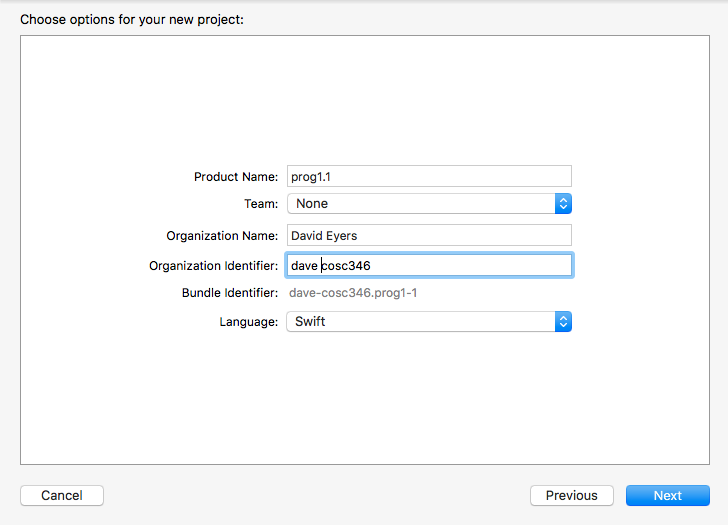 Choose options for your new project:
Product Name: prog1.1
Team: None
Organization Name: David Eyers
Organization Identifier: dave cosc346
Bundle Identifier: dave-cosc346.prog1-1
Language: Swift
Cancel Previous Next